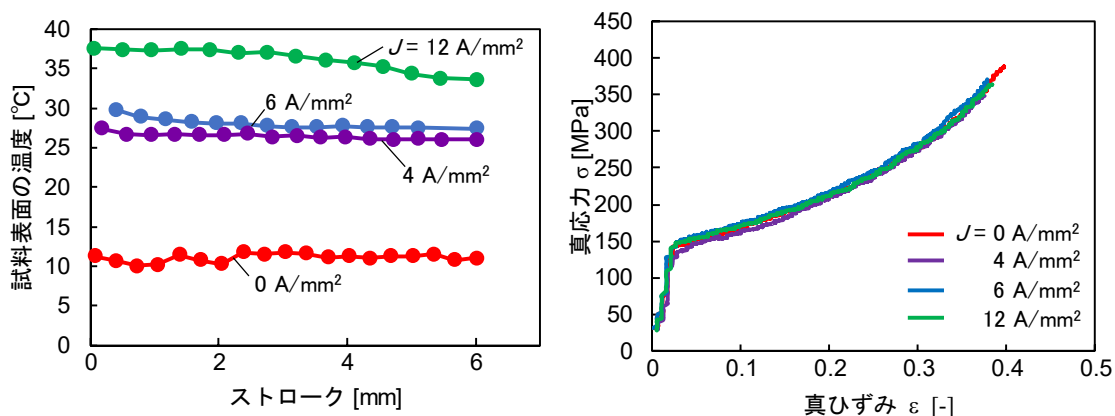 試料表面の温度 [℃]
40
35
30
25
20
15
10
5
0
J = 12 A/mm²
6 A/mm²
4 A/mm²
0 A/mm²
0 2 4 6
ストローク [mm]
真応力 σ [MPa]
450
400
350
300
250
200
150
100
50
0
J = 0 A/mm²
4 A/mm²
6 A/mm²
12 A/mm²
0 0.1 0.2 0.3 0.4 0.5
真ひずみ ε [-]